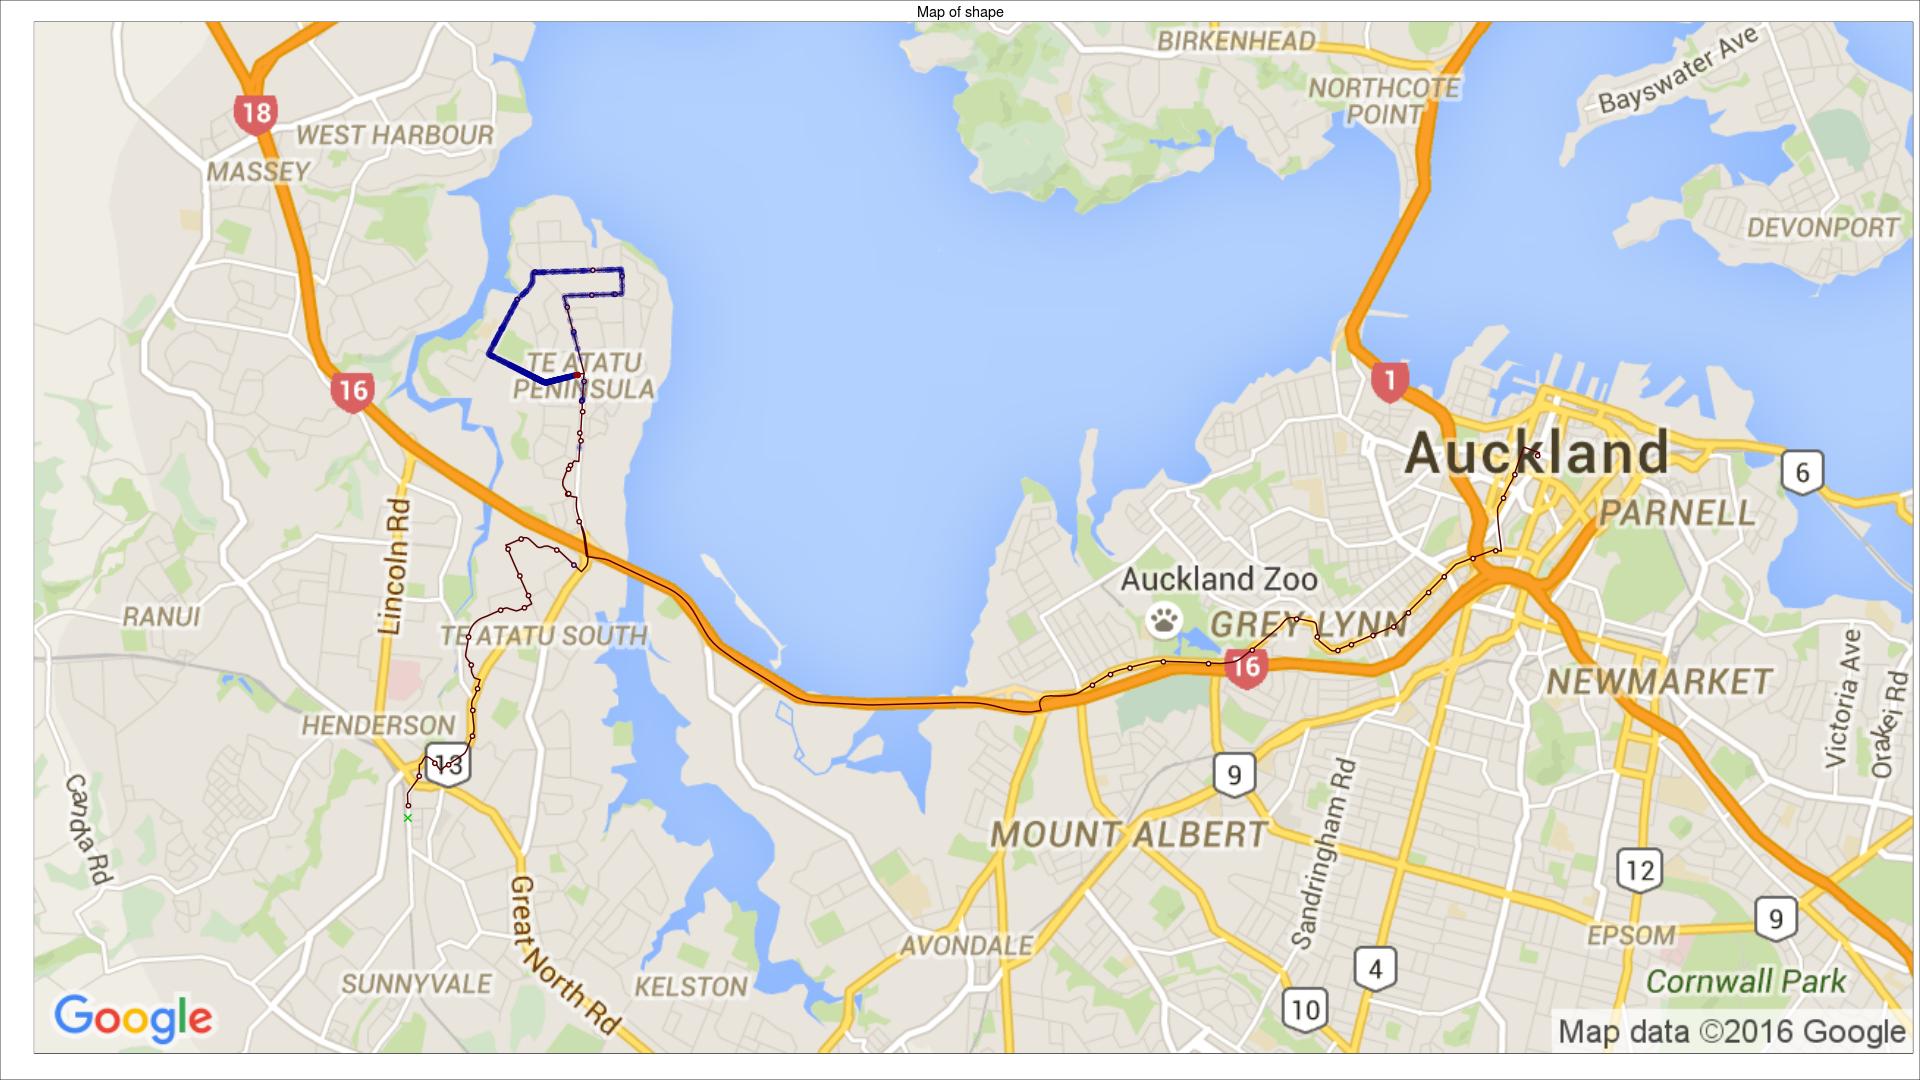 Map of shape
BIRKENHEAD
Bayswater Ave
NORTHCOTE
POINT
18
WEST HARBOUR
MASSEY
DEVONPORT
TE ATATU
PENINSULA
16
1
Auckland
6
PARNELL
Lincoln Rd
Auckland Zoo
RANUI
GREY LYNN
TE ATATU SOUTH
16
NEWMARKET
Victoria Ave
Orakei Rd
HENDERSON
13
9
Candia Rd
MOUNT ALBERT
Sandringham Rd
12
Great North Rd
9
AVONDALE
EPSOM
4
SUNNYVALE
KELSTON
Cornwall Park
10
Google
Map data ©2016 Google